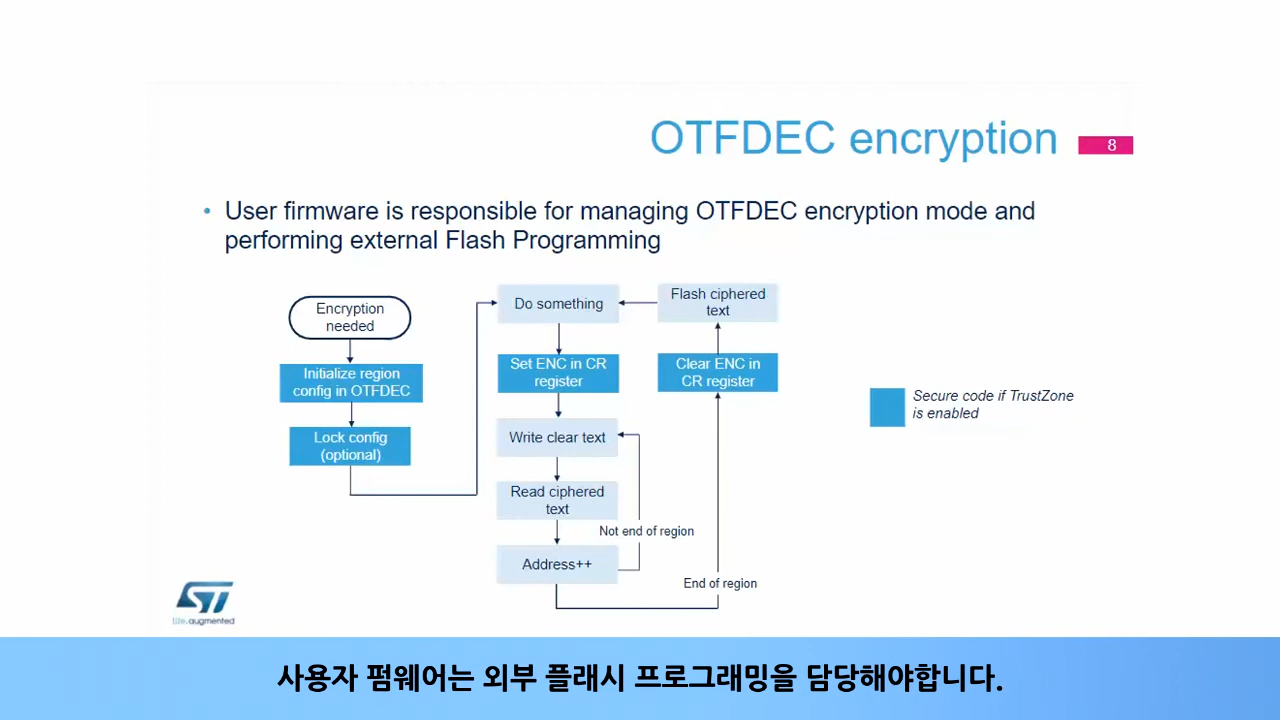 OTFDEC encryption
8
• User firmware is responsible for managing OTFDEC encryption mode and
performing external Flash Programming
Encryption
needed
Initialize region
config in OTFDEC
Lock config
(optional)
Do something
Set ENC in CR
register
Write clear text
Read ciphered
text
Address++
Not end of region
End of region
Clear ENC in
CR register
Flash ciphered
text
Secure code if TrustZone
is enabled
ST
life.augmented
사용자 펌웨어는 외부 플래시 프로그래밍을 담당해야합니다.